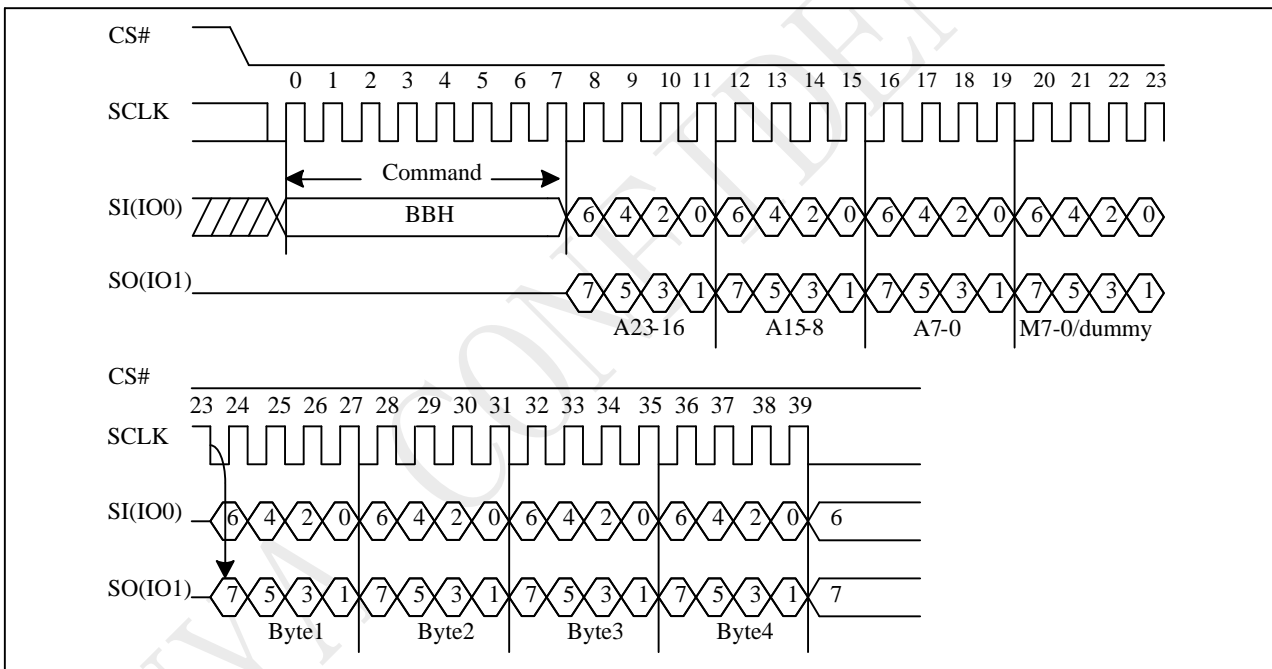 CS#
0 1 2 3 4 5 6 7 8 9 10 11 12 13 14 15 16 17 18 19 20 21 22 23
SCLK
Command
SI(IO0) BBH 6 4 2 0 6 4 2 0 6 4 2 0 6 4 2 0
SO(IO1) 7 5 3 1 7 5 3 1 7 5 3 1 7 5 3 1
A23-16 A15-8 A7-0 M7-0/dummy
CS#
23 24 25 26 27 28 29 30 31 32 33 34 35 36 37 38 39
SCLK
SI(IO0) 6 4 2 0 6 4 2 0 6 4 2 0 6 4 2 0 6
SO(IO1) 7 5 3 1 7 5 3 1 7 5 3 1 7 5 3 1 7
Byte1 Byte2 Byte3 Byte4